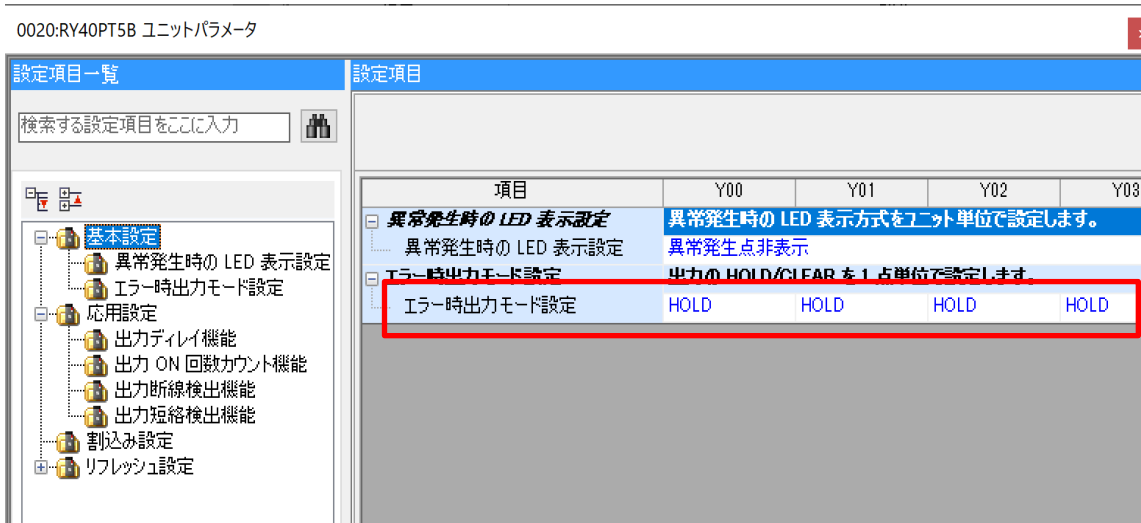 0020:RY40PT5B ユニットパラメータ
設定項目一覧
検索する設定項目をここに入力
基本設定
異常発生時の LED 表示設定
エラー時出力モード設定
応用設定
出力ディレイ機能
出力 ON 回数カウント機能
出力断線検出機能
出力短絡検出機能
割込み設定
リフレッシュ設定
設定項目
項目 Y00 Y01 Y02 Y03
異常発生時の LED 表示設定 異常発生時の LED 表示方式をユニット単位で設定します。
異常発生時の LED 表示設定 異常発生点非表示
エラー時出力モード設定 出力の HOLD/CLEAR を 1 点単位で設定します。
エラー時出力モード設定 HOLD HOLD HOLD HOLD